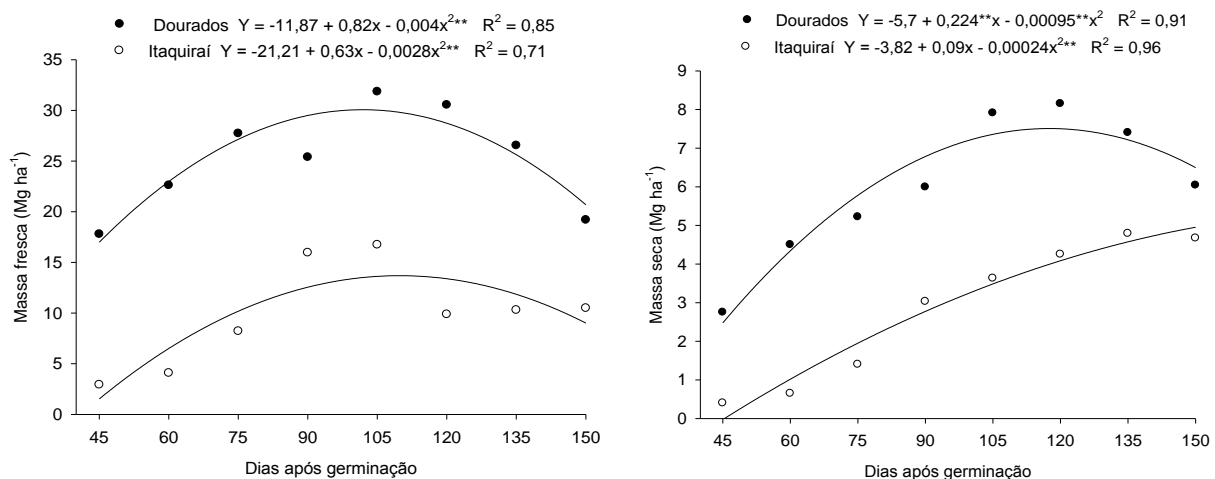 Dourados Y = -11,87 + 0,82x - 0,004x²** R² = 0,85
Itaquiraí Y = -21,21 + 0,63x - 0,0028x²** R² = 0,71
35
30
25
20
15
10
5
0
Massa fresca (Mg ha⁻¹)
45 60 75 90 105 120 135 150
Dias após germinação
Dourados Y = -5,7 + 0,224**x - 0,00095**x² R² = 0,91
Itaquiraí Y = -3,82 + 0,09x - 0,00024x²** R² = 0,96
9
8
7
6
5
4
3
2
1
0
Massa seca (Mg ha⁻¹)
45 60 75 90 105 120 135 150
Dias após germinação